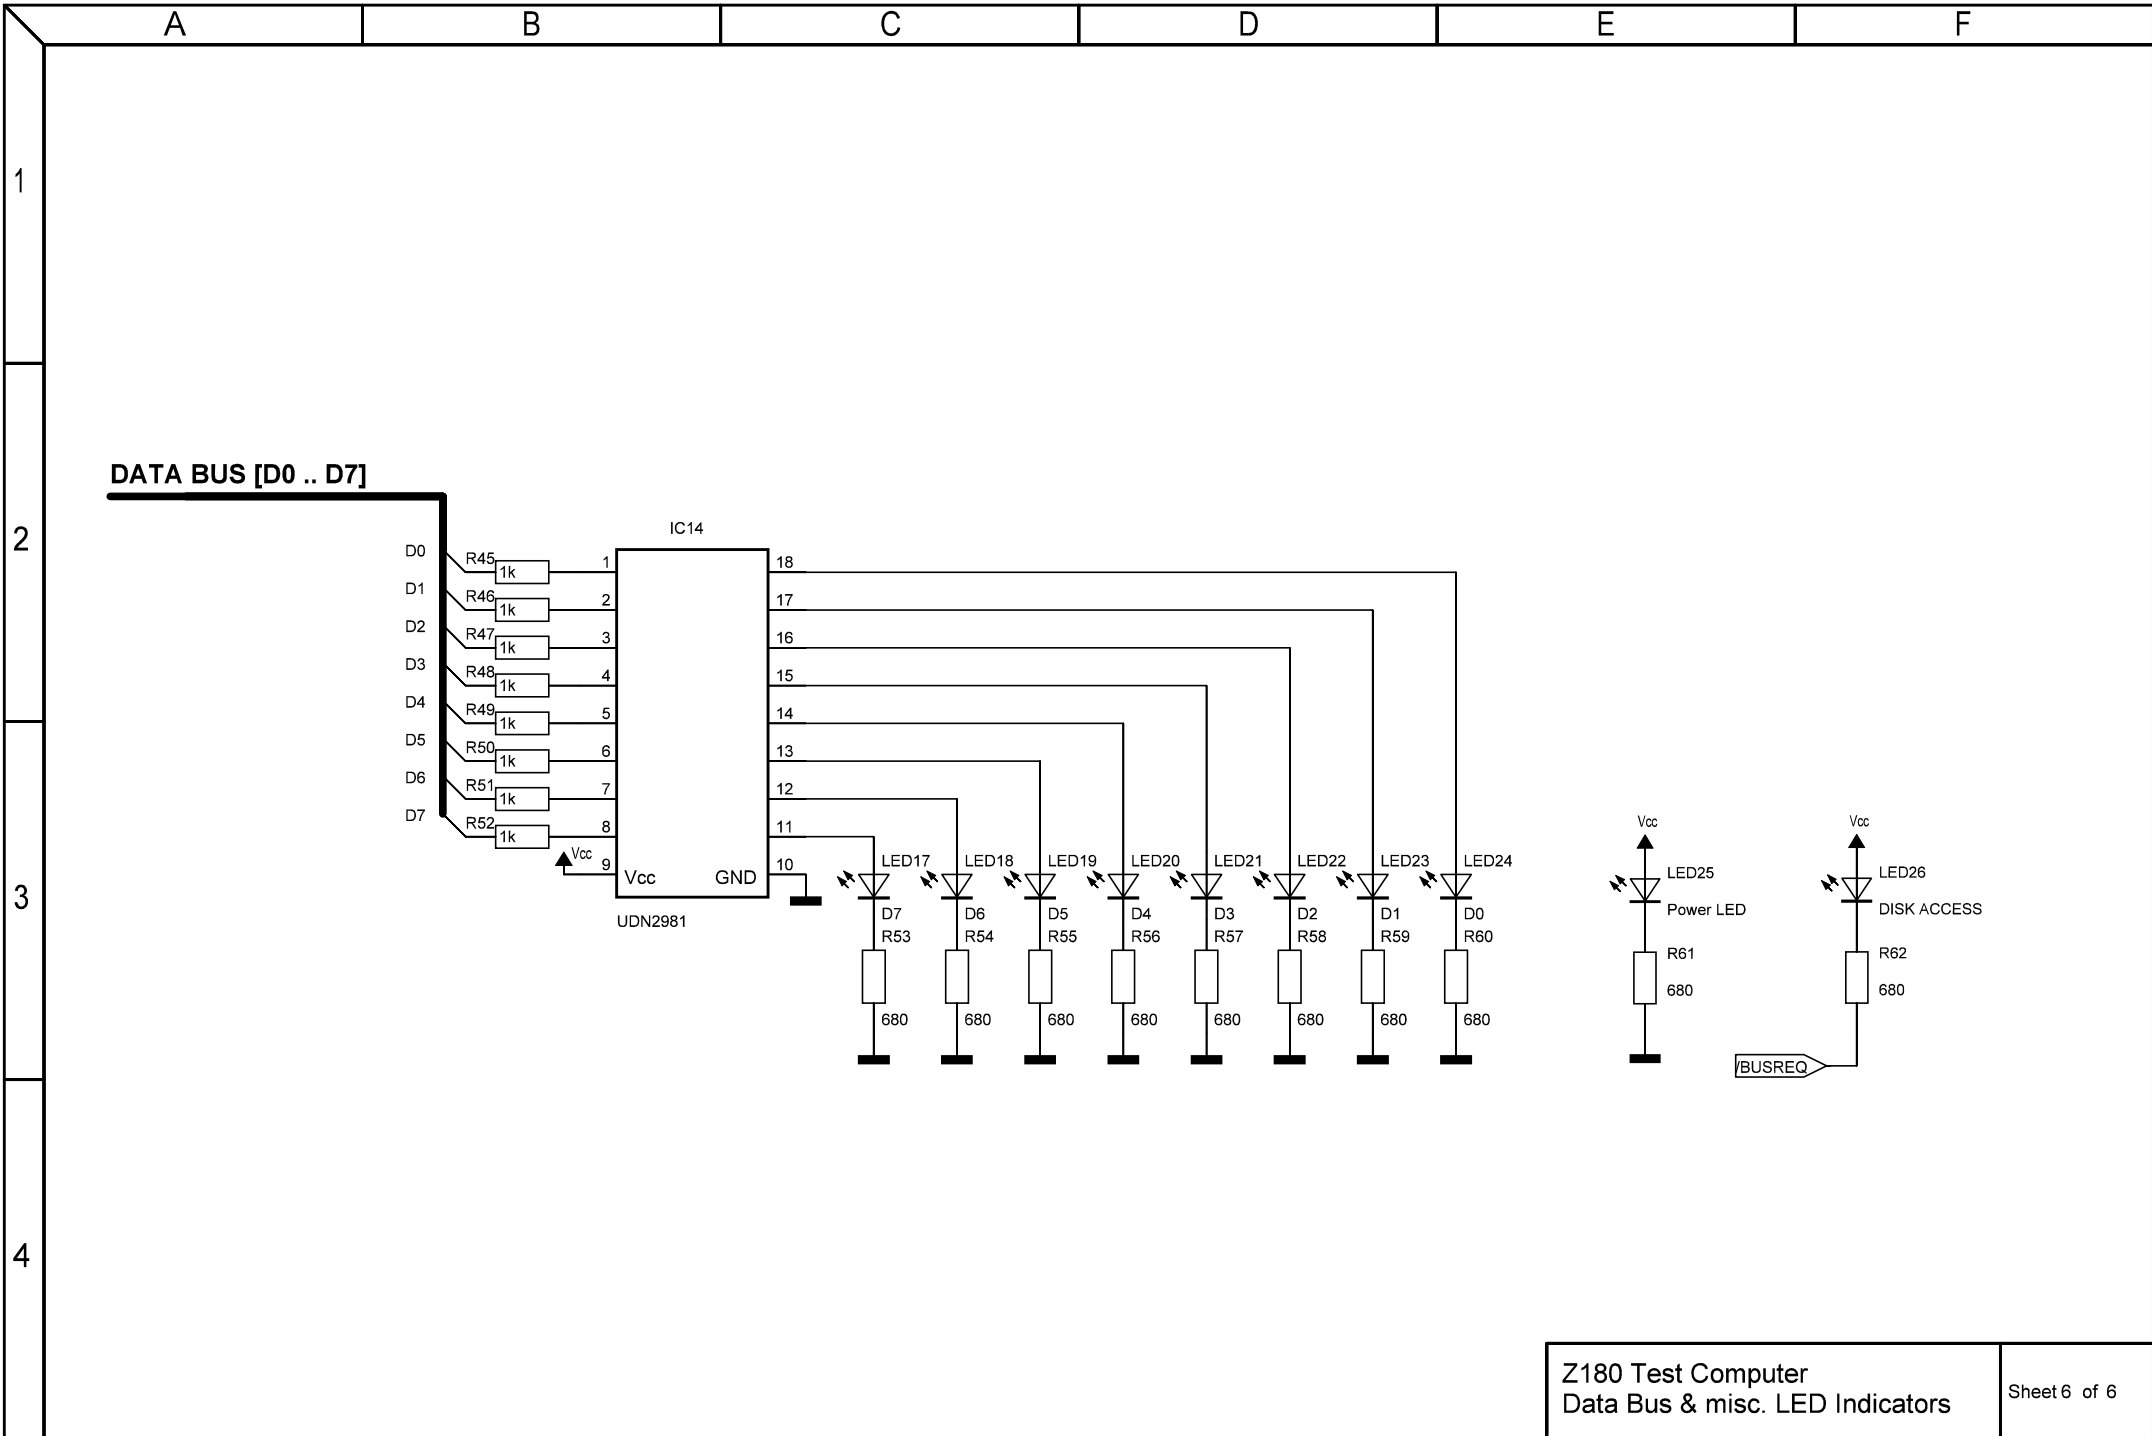 A B C D E F
1
2
3
4
DATA BUS [D0 .. D7]
IC14
D0 R45 1k 1 18
D1 R46 1k 2 17
D2 R47 1k 3 16
D3 R48 1k 4 15
D4 R49 1k 5 14
D5 R50 1k 6 13
D6 R51 1k 7 12
D7 R52 1k 8 11
Vcc 9 Vcc GND 10
UDN2981
LED17 LED18 LED19 LED20 LED21 LED22 LED23 LED24
D7 D6 D5 D4 D3 D2 D1 D0
R53 R54 R55 R56 R57 R58 R59 R60
680 680 680 680 680 680 680 680
Vcc
LED25
Power LED
R61
680
Vcc
LED26
DISK ACCESS
R62
680
/BUSREQ
Z180 Test Computer
Data Bus & misc. LED Indicators
Sheet 6 of 6